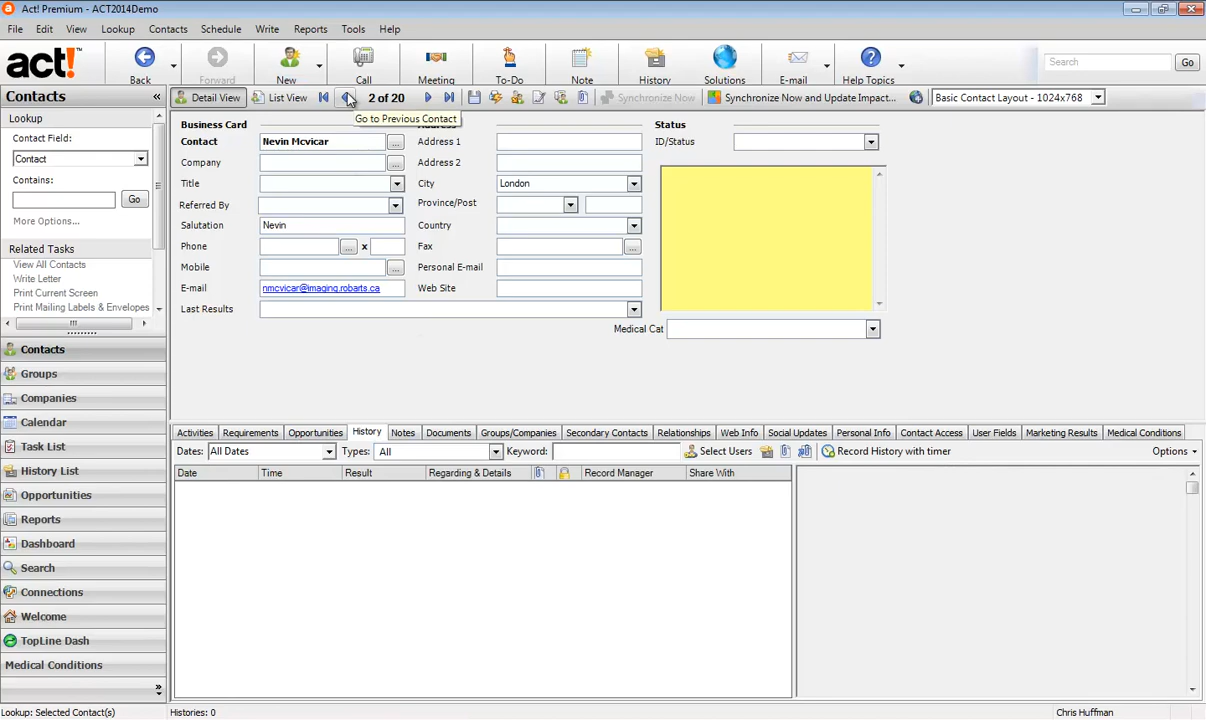 Act! Premium - ACT2014Demo
File Edit View Lookup Contacts Schedule Write Reports Tools Help
act! Back Forward New Call Meeting To-Do Note History Solutions E-mail Help Topics Search Go
Contacts « Detail View List View 2 of 20 Synchronize Now Synchronize Now and Update Impact... Basic Contact Layout - 1024x768
Go to Previous Contact
Lookup
Contact Field:
Contact
Contains:
Go
More Options...
Related Tasks
View All Contacts
Write Letter
Print Current Screen
Print Mailing Labels & Envelopes
Business Card
Contact Nevin Mcvicar ...
Company ...
Title
Referred By
Salutation Nevin
Phone ... x
Mobile ...
E-mail nmcvicar@imaging.robarts.ca
Last Results
Address 1
Address 2
City London
Province/Post
Country
Fax ...
Personal E-mail
Web Site
Status
ID/Status
Medical Cat
Contacts
Groups
Companies
Calendar
Task List
History List
Opportunities
Reports
Dashboard
Search
Connections
Welcome
TopLine Dash
Medical Conditions
»
Activities Requirements Opportunities History Notes Documents Groups/Companies Secondary Contacts Relationships Web Info Social Updates Personal Info Contact Access User Fields Marketing Results Medical Conditions
Dates: All Dates Types: All Keyword: Select Users Record History with timer Options
Date Time Result Regarding & Details Record Manager Share With
Lookup: Selected Contact(s) Histories: 0 Chris Huffman